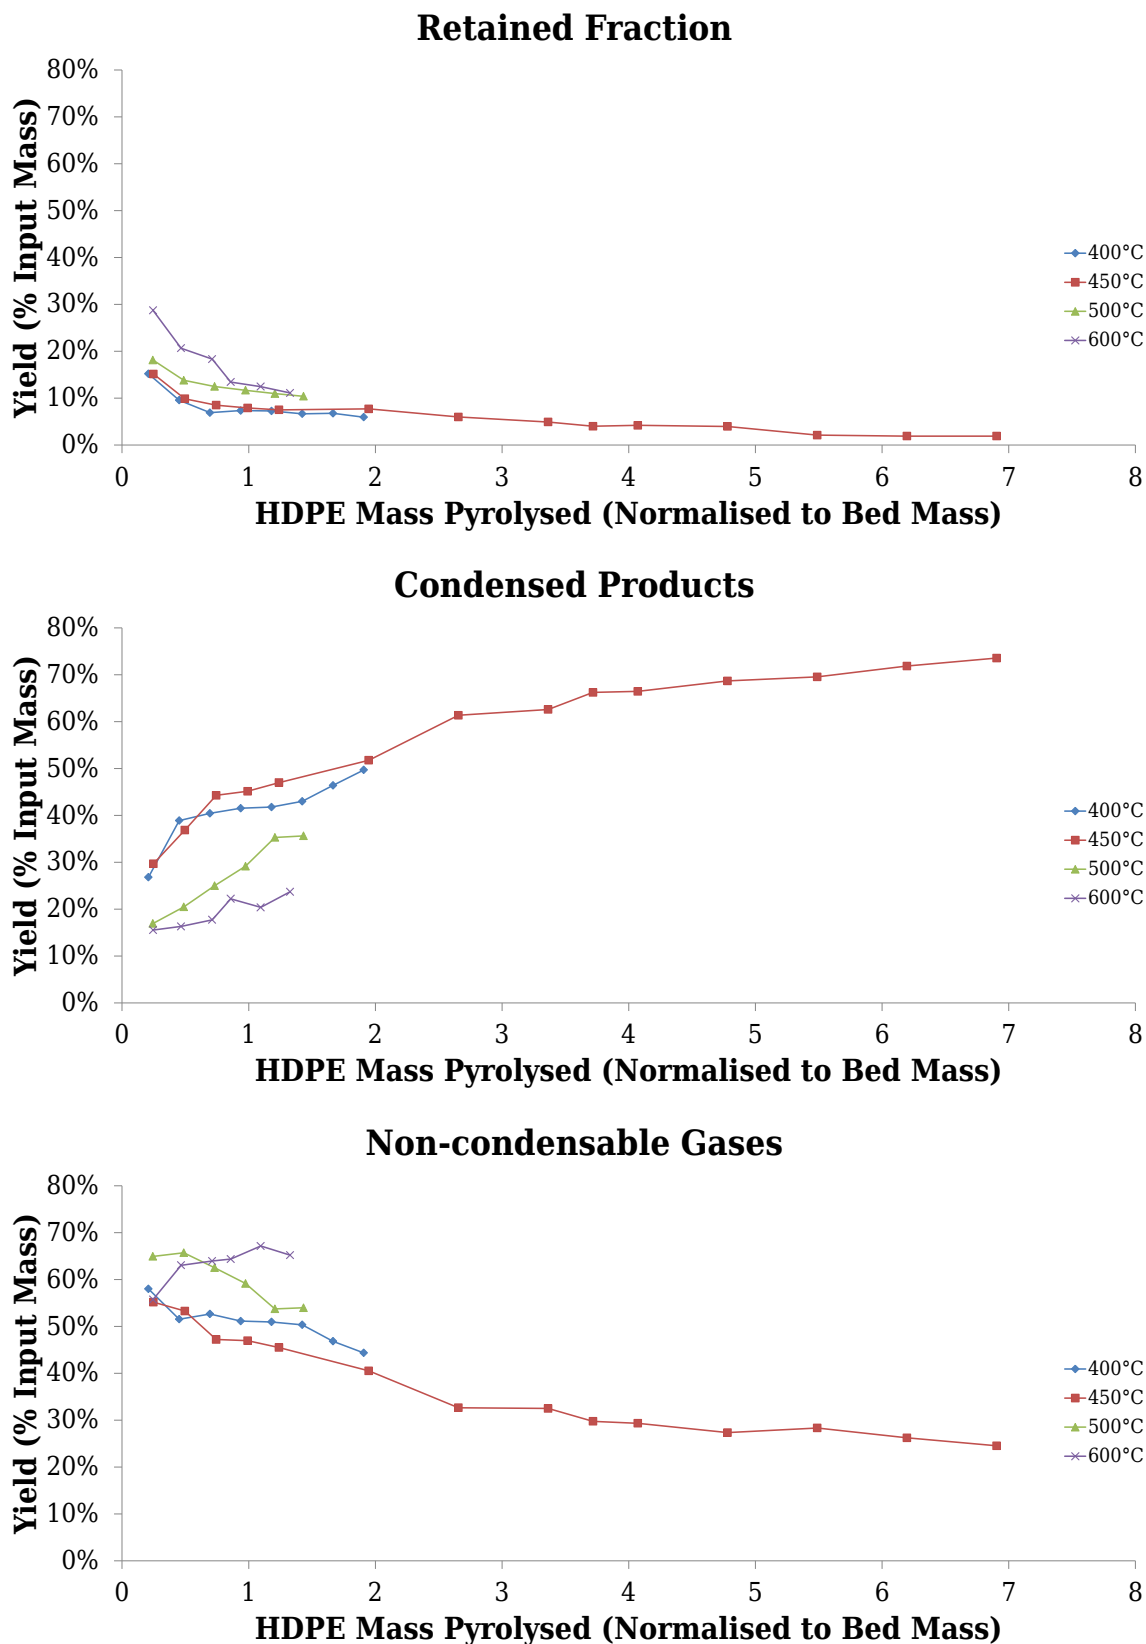 Retained Fraction
80%
70%
60%
50%
40%
30%
20%
10%
0%
Yield (% Input Mass)
0 1 2 3 4 5 6 7 8
HDPE Mass Pyrolysed (Normalised to Bed Mass)
400°C
450°C
500°C
600°C
Condensed Products
80%
70%
60%
50%
40%
30%
20%
10%
0%
Yield (% Input Mass)
0 1 2 3 4 5 6 7 8
HDPE Mass Pyrolysed (Normalised to Bed Mass)
400°C
450°C
500°C
600°C
Non-condensable Gases
80%
70%
60%
50%
40%
30%
20%
10%
0%
Yield (% Input Mass)
0 1 2 3 4 5 6 7 8
HDPE Mass Pyrolysed (Normalised to Bed Mass)
400°C
450°C
500°C
600°C